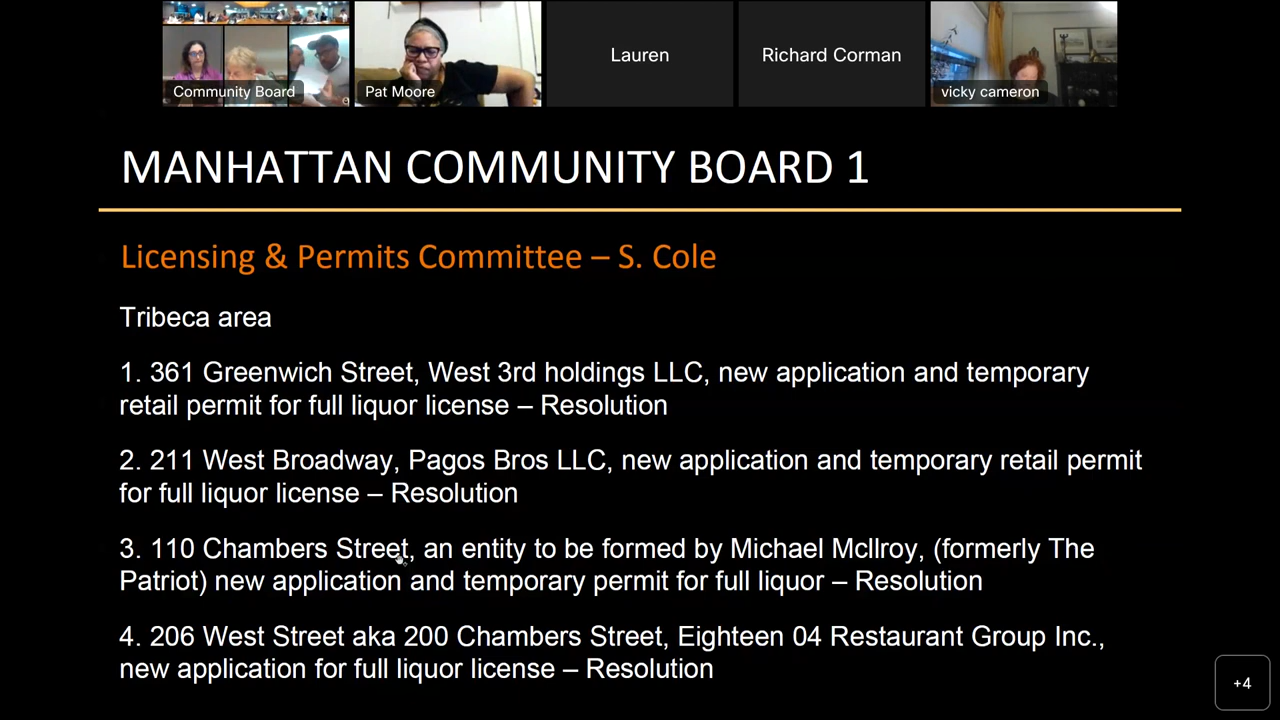 Community Board
Pat Moore
Lauren
Richard Corman
vicky cameron
MANHATTAN COMMUNITY BOARD 1
Licensing & Permits Committee – S. Cole
Tribeca area
1. 361 Greenwich Street, West 3rd holdings LLC, new application and temporary
retail permit for full liquor license – Resolution
2. 211 West Broadway, Pagos Bros LLC, new application and temporary retail permit
for full liquor license – Resolution
3. 110 Chambers Street, an entity to be formed by Michael McIlroy, (formerly The
Patriot) new application and temporary permit for full liquor – Resolution
4. 206 West Street aka 200 Chambers Street, Eighteen 04 Restaurant Group Inc.,
new application for full liquor license – Resolution
+4